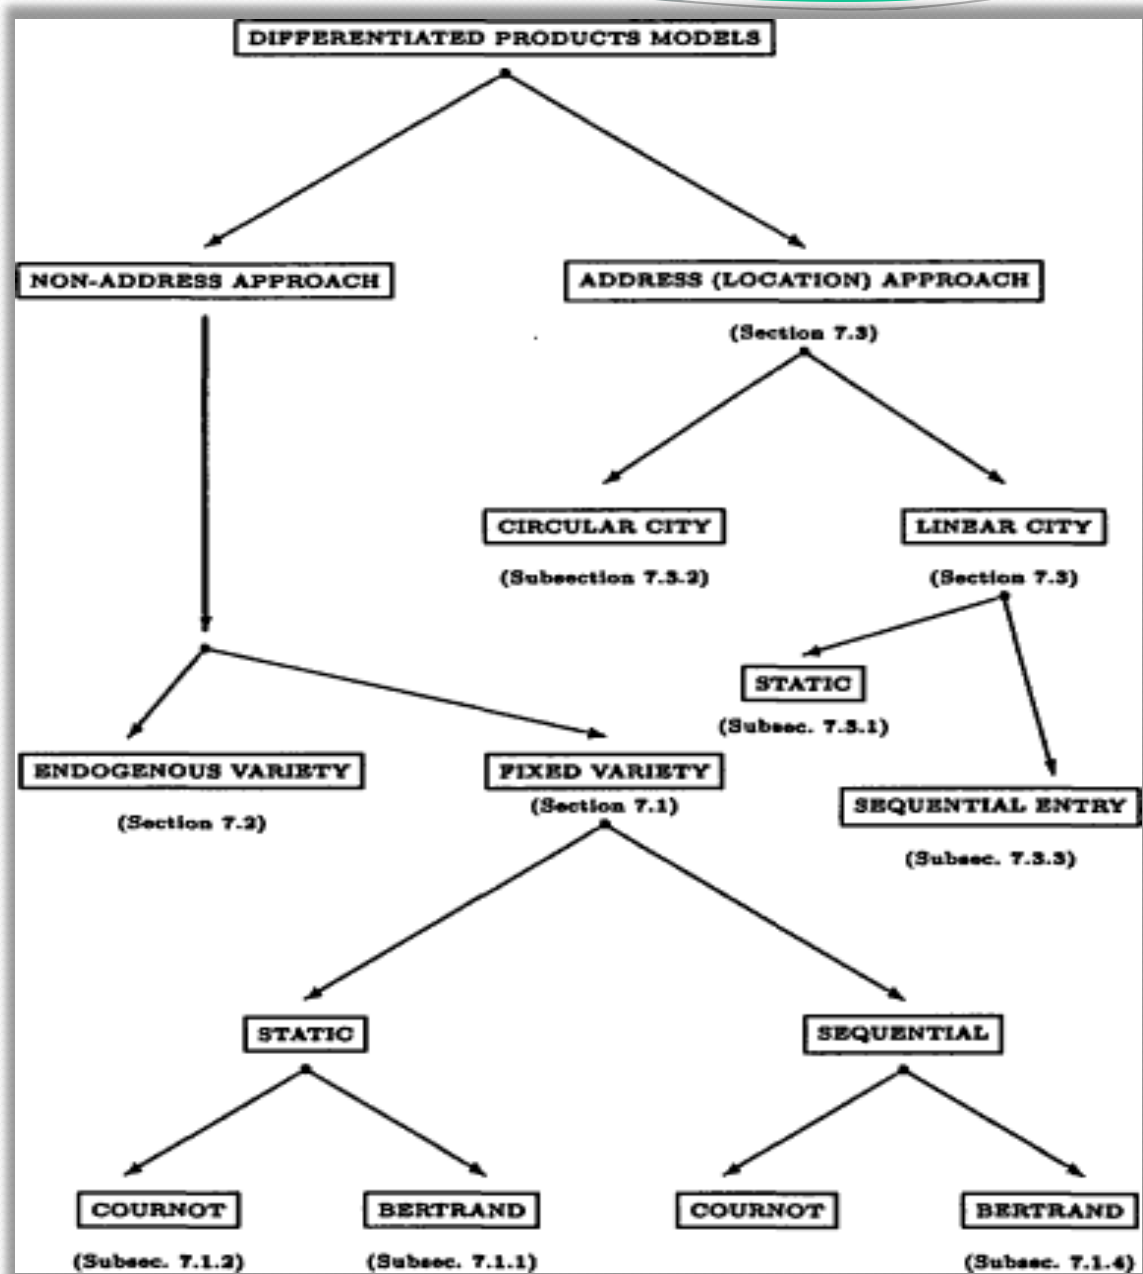 DIFFERENTIATED PRODUCTS MODELS
NON-ADDRESS APPROACH
ADDRESS (LOCATION) APPROACH
(Section 7.3)
CIRCULAR CITY
LINEAR CITY
(Subsection 7.3.2)
(Section 7.3)
STATIC
(Subsec. 7.3.1)
ENDOGENOUS VARIETY
FIXED VARIETY
(Section 7.2)
(Section 7.1)
SEQUENTIAL ENTRY
(Subsec. 7.3.3)
STATIC
SEQUENTIAL
COURNOT
BERTRAND
COURNOT
BERTRAND
(Subsec. 7.1.2)
(Subsec. 7.1.1)
(Subsec. 7.1.4)